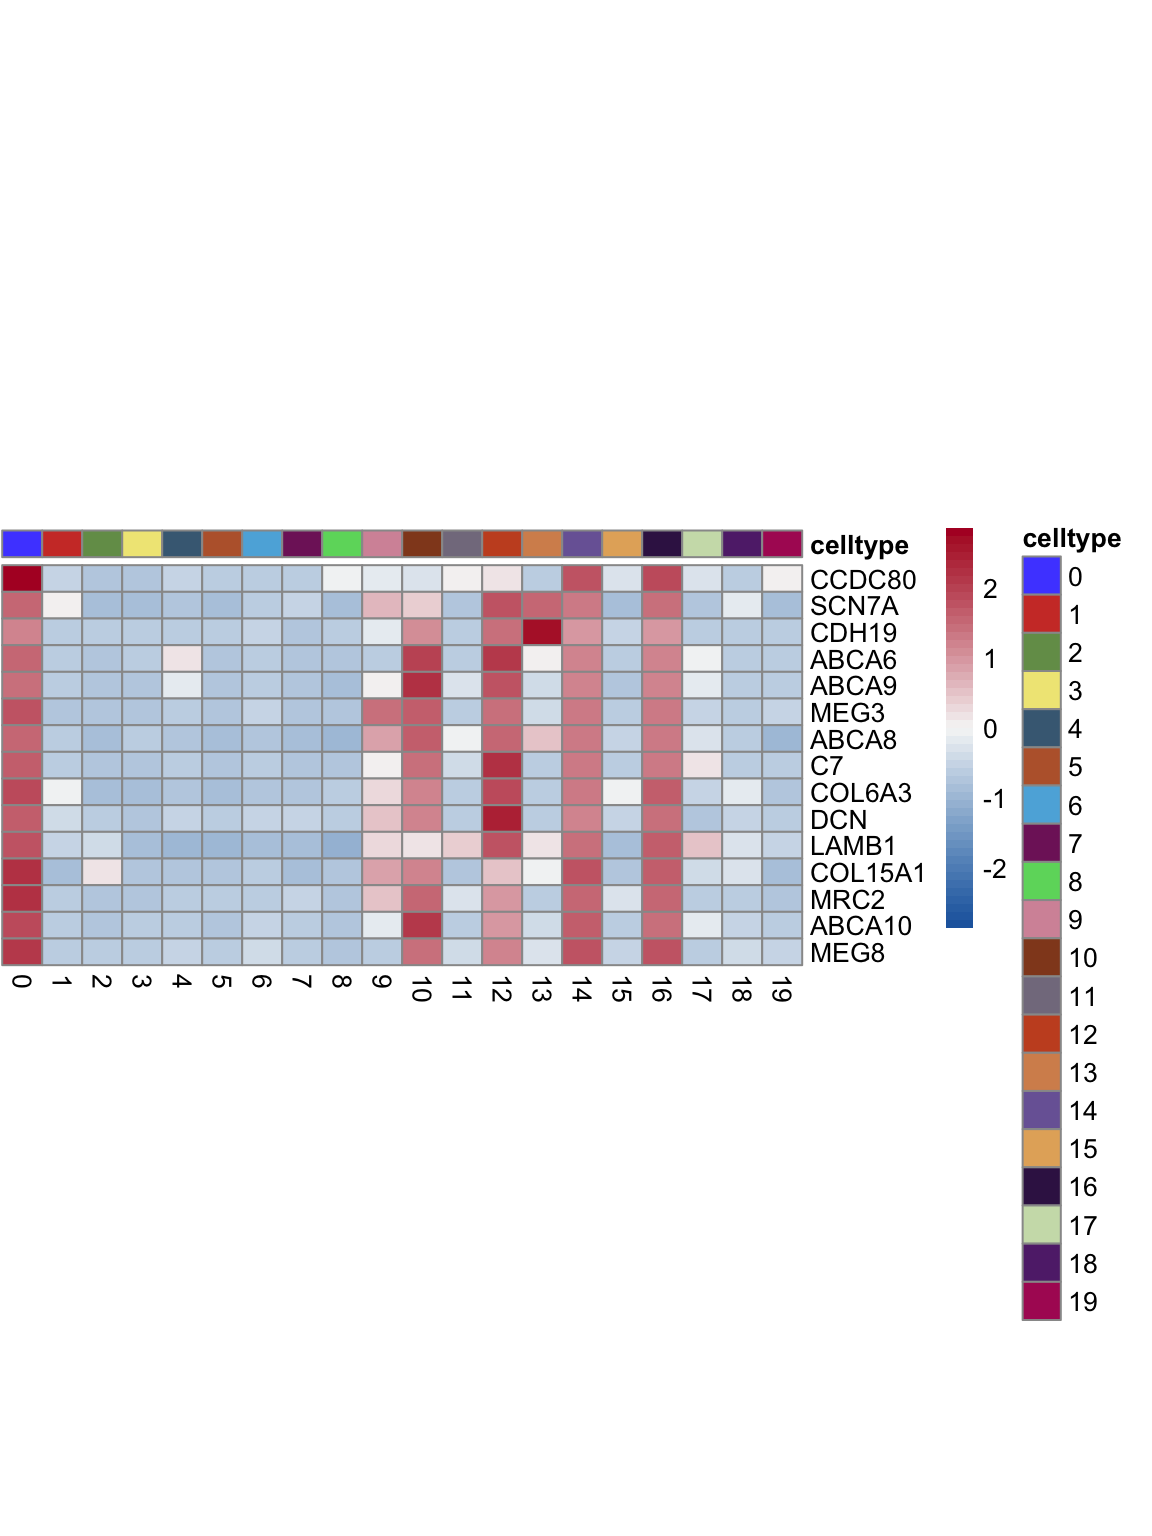 celltype
CCDC80
SCN7A
CDH19
ABCA6
ABCA9
MEG3
ABCA8
C7
COL6A3
DCN
LAMB1
COL15A1
MRC2
ABCA10
MEG8
0 1 2 3 4 5 6 7 8 9 10 11 12 13 14 15 16 17 18 19
2
1
0
-1
-2
celltype
0
1
2
3
4
5
6
7
8
9
10
11
12
13
14
15
16
17
18
19